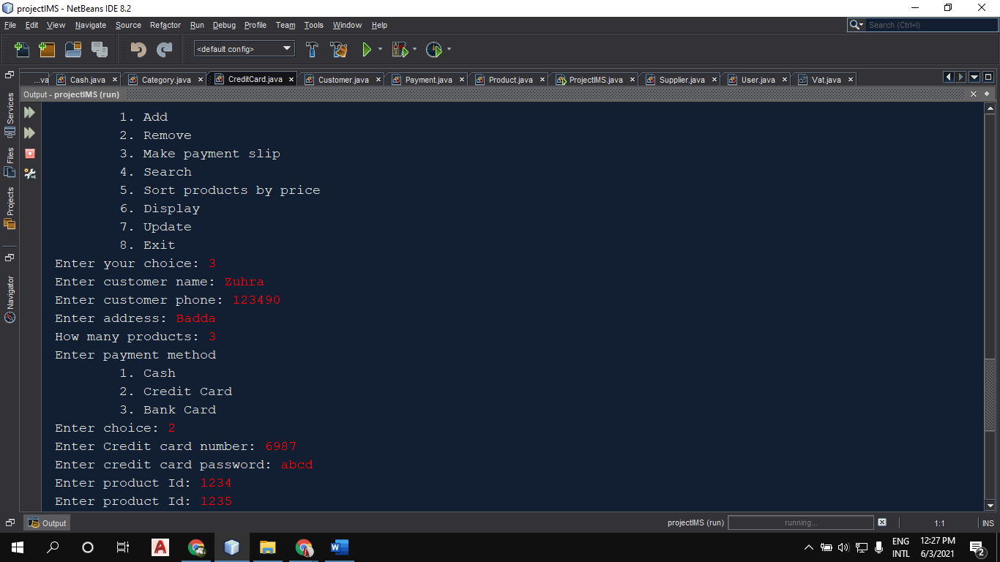 projectIMS - NetBeans IDE 8.2
File Edit View Navigate Source Refactor Run Debug Profile Team Tools Window Help
Search (Ctrl+I)
<default config>
...va Cash.java Category.java CreditCard.java Customer.java Payment.java Product.java ProjectIMS.java Supplier.java User.java Vat.java
Output - projectIMS (run)
Services
Files
Projects
Navigator
1. Add
2. Remove
3. Make payment slip
4. Search
5. Sort products by price
6. Display
7. Update
8. Exit
Enter your choice: 3
Enter customer name: Zuhra
Enter customer phone: 123490
Enter address: Badda
How many products: 3
Enter payment method
1. Cash
2. Credit Card
3. Bank Card
Enter choice: 2
Enter Credit card number: 6987
Enter credit card password: abcd
Enter product Id: 1234
Enter product Id: 1235
Output
projectIMS (run) running... 1:1 INS
ENG 12:27 PM
INTL 6/3/2021
2